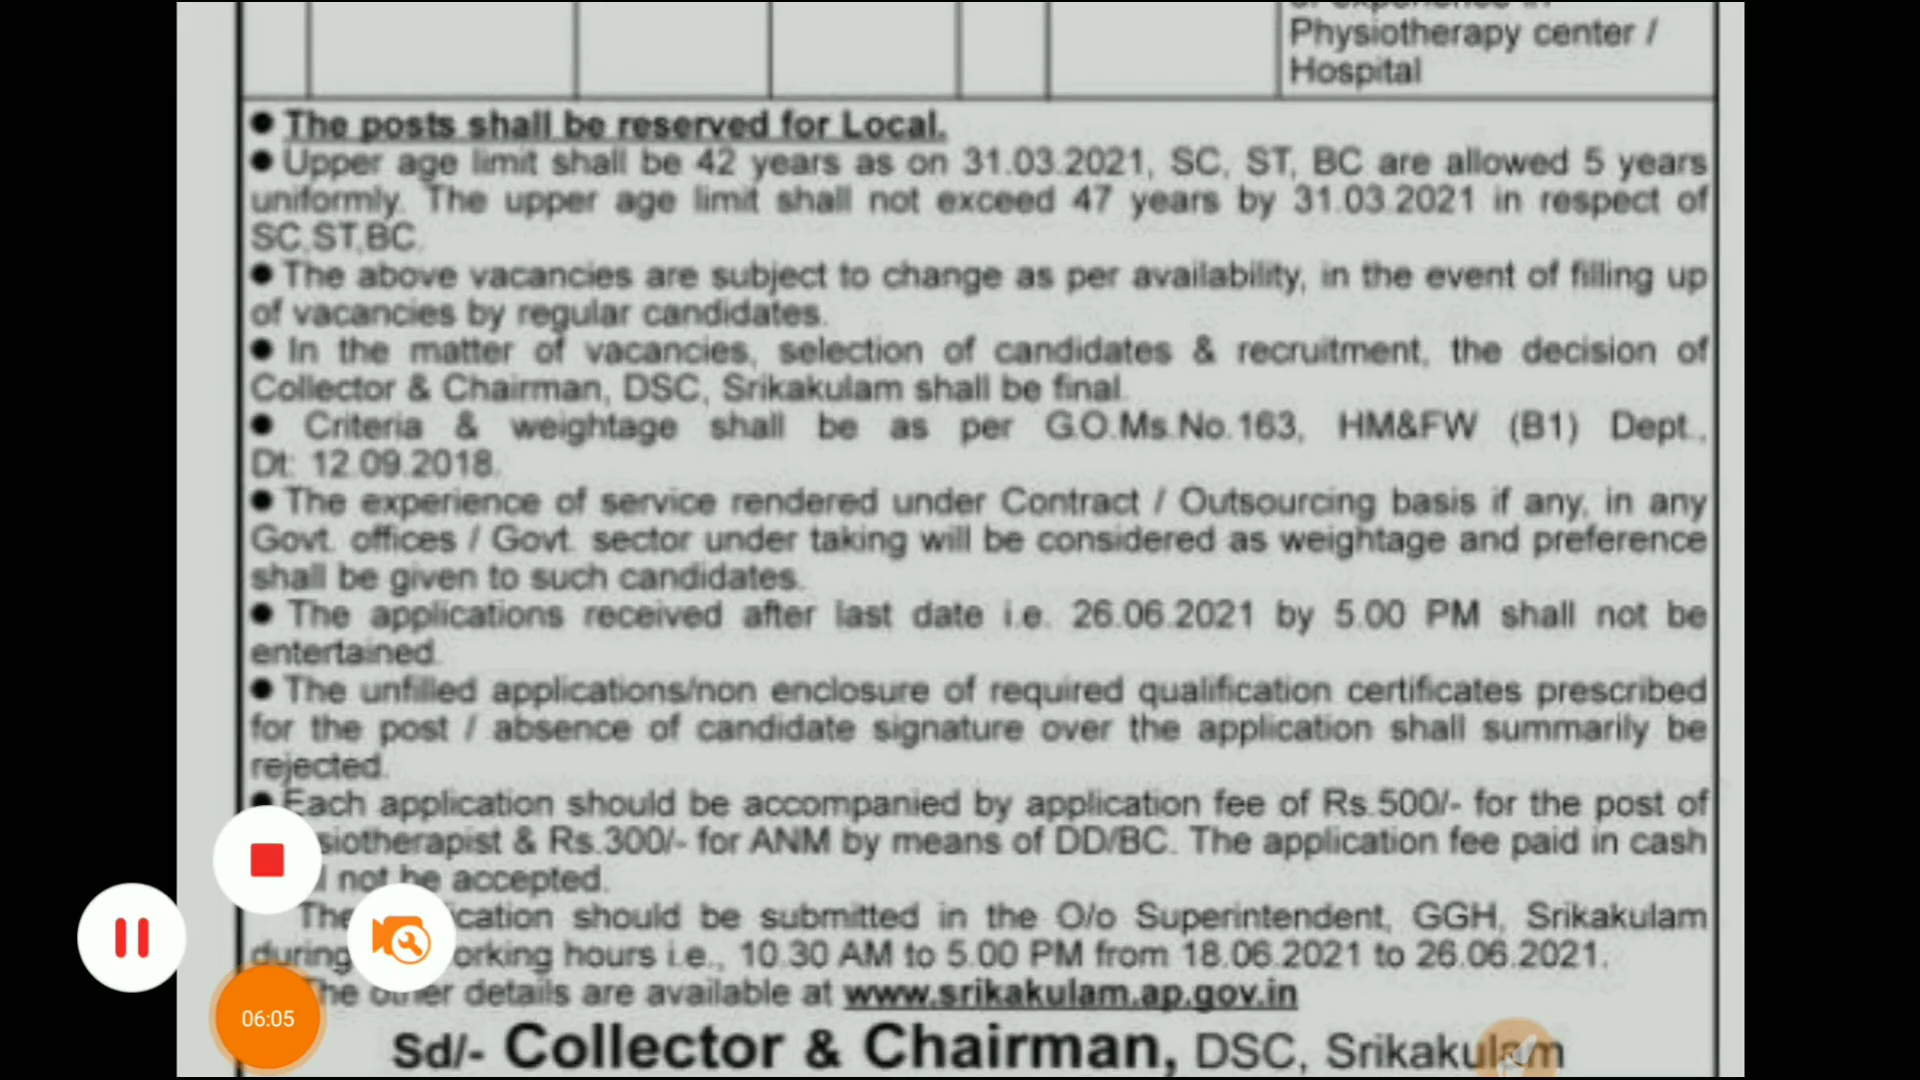 Physiotherapy center /
Hospital
● The posts shall be reserved for Local.
● Upper age limit shall be 42 years as on 31.03.2021, SC, ST, BC are allowed 5 years
uniformly. The upper age limit shall not exceed 47 years by 31.03.2021 in respect of
SC,ST,BC.
● The above vacancies are subject to change as per availability, in the event of filling up
of vacancies by regular candidates.
● In the matter of vacancies, selection of candidates & recruitment, the decision of
Collector & Chairman, DSC, Srikakulam shall be final.
● Criteria & weightage shall be as per G.O.Ms.No.163, HM&FW (B1) Dept.,
Dt: 12.09.2018.
● The experience of service rendered under Contract / Outsourcing basis if any, in any
Govt. offices / Govt. sector under taking will be considered as weightage and preference
shall be given to such candidates.
● The applications received after last date i.e. 26.06.2021 by 5.00 PM shall not be
entertained.
● The unfilled applications/non enclosure of required qualification certificates prescribed
for the post / absence of candidate signature over the application shall summarily be
rejected.
● Each application should be accompanied by application fee of Rs.500/- for the post of
siotherapist & Rs.300/- for ANM by means of DD/BC. The application fee paid in cash
not be accepted.
The cation should be submitted in the O/o Superintendent, GGH, Srikakulam
during orking hours i.e., 10.30 AM to 5.00 PM from 18.06.2021 to 26.06.2021.
The other details are available at www.srikakulam.ap.gov.in
06:05
Sd/- Collector & Chairman, DSC, Srikakulam